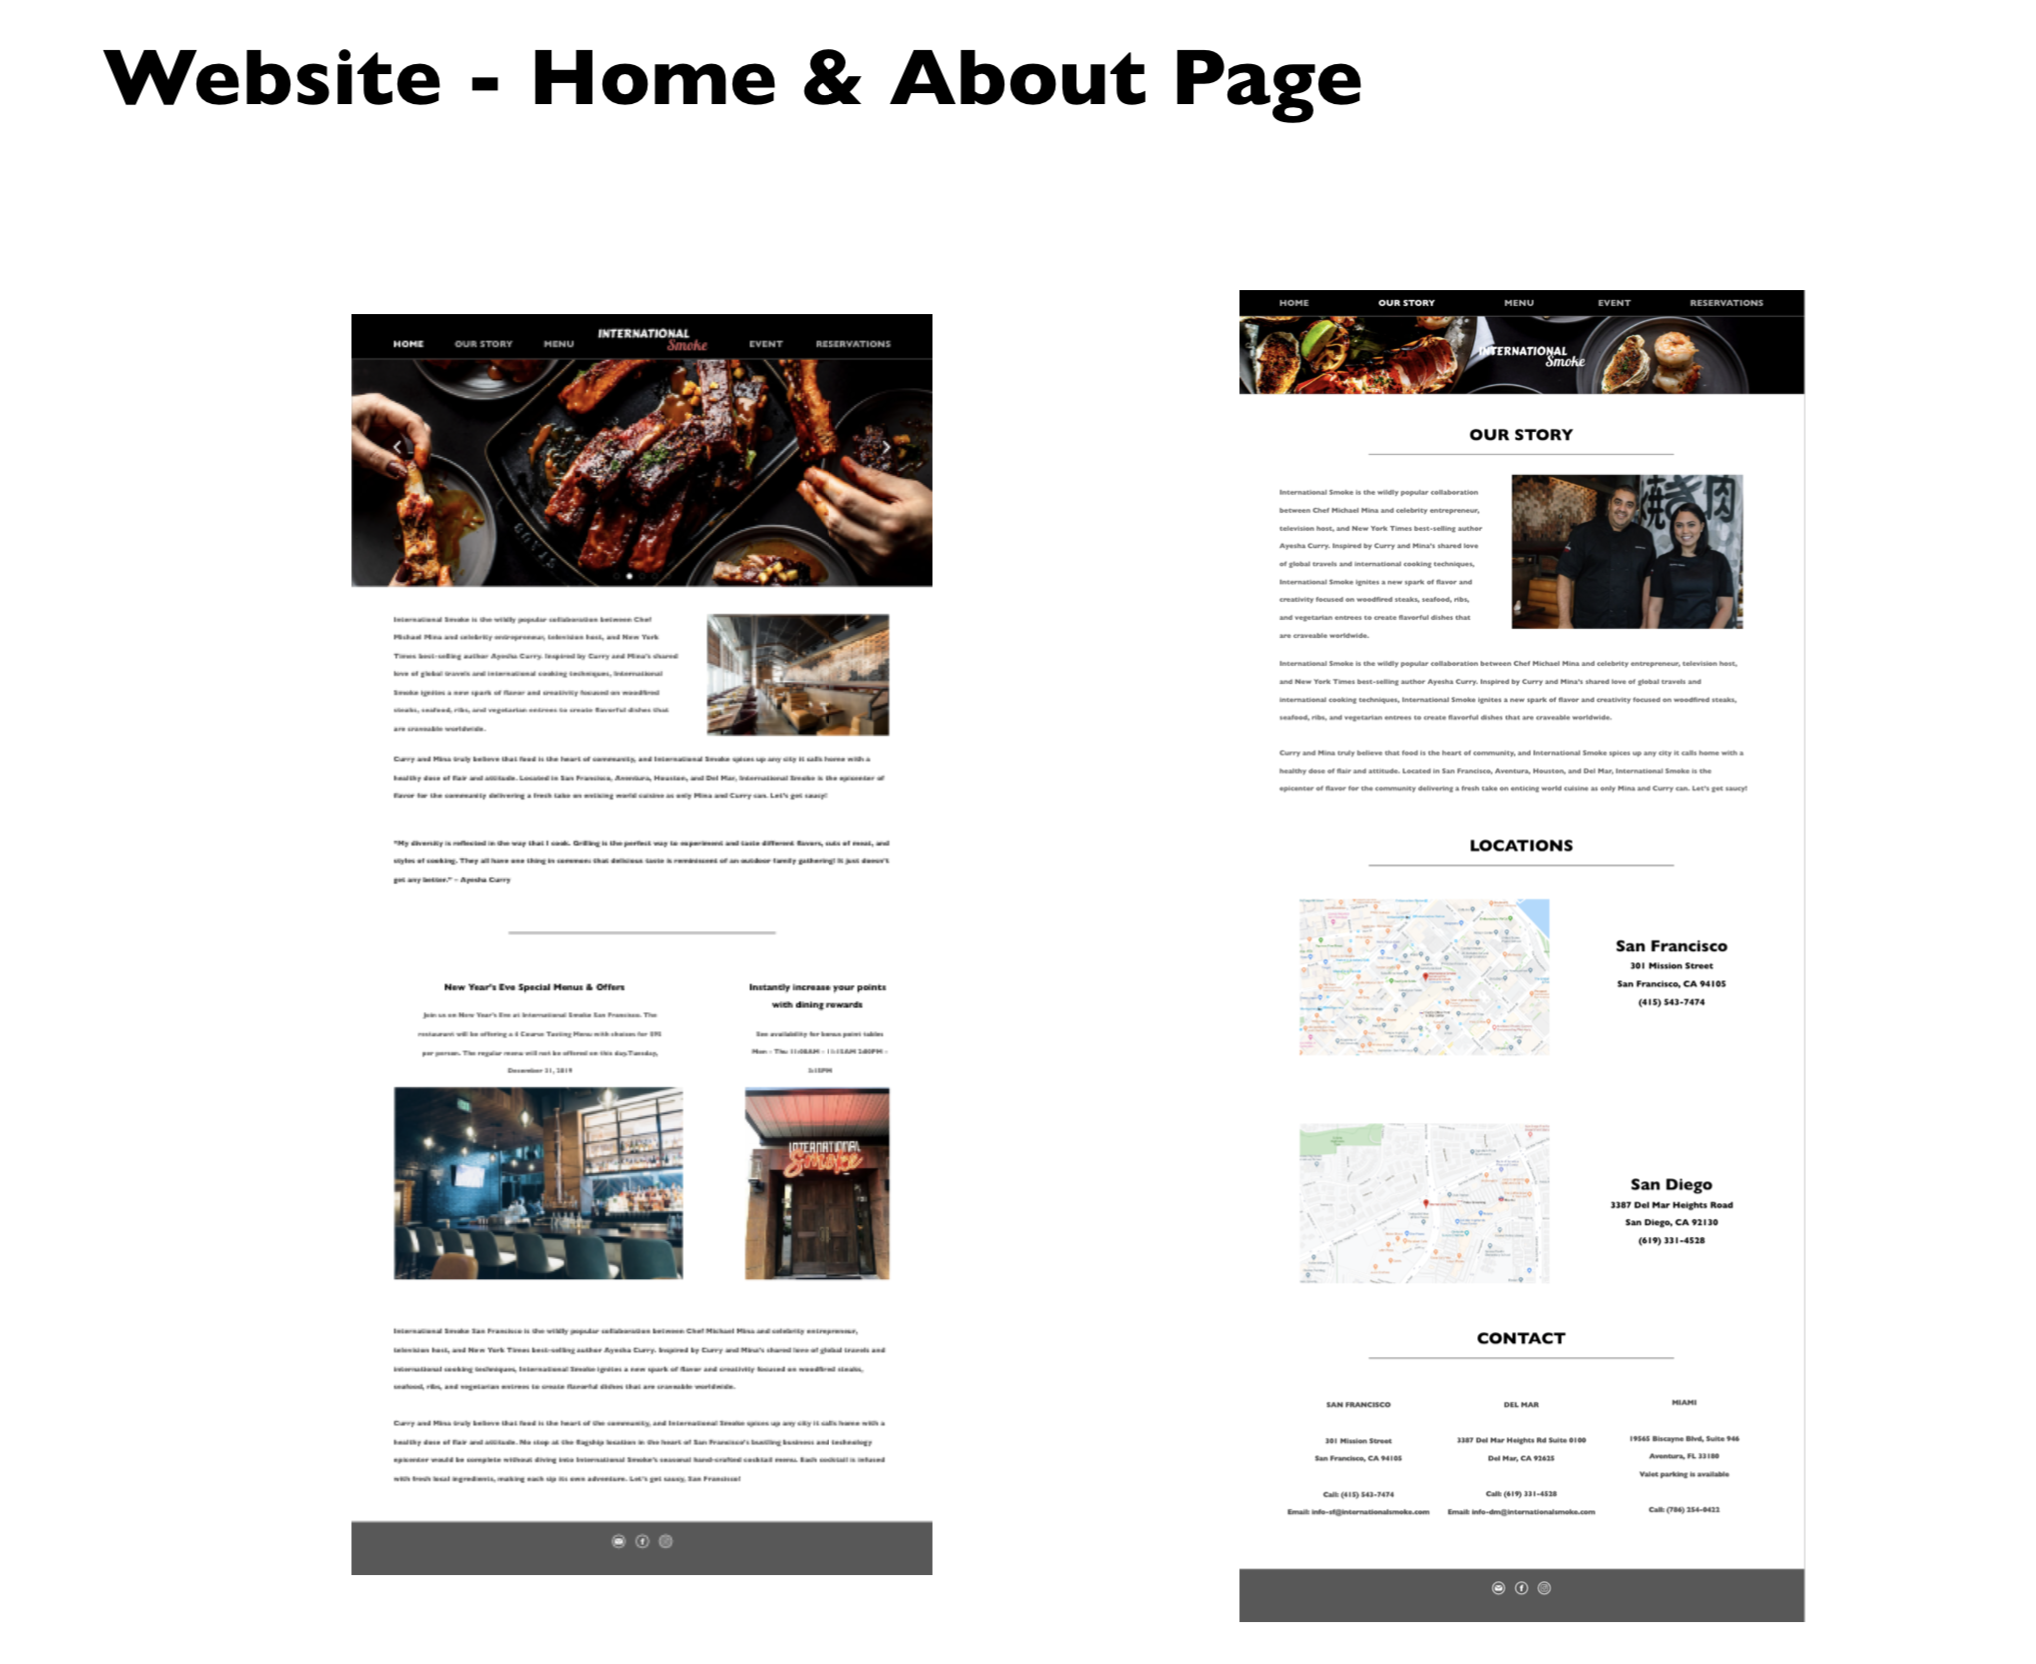 Website - Home & About Page
HOME
OUR STORY
MENU
INTERNATIONAL
Smoke
EVENT
RESERVATIONS
International Smoke is the wildly popular collaboration between Chef
Michael Mina and celebrity entrepreneur, television host, and New York
Times best-selling author Ayesha Curry. Inspired by Curry and Mina's shared
love of global travels and international cooking techniques, International
Smoke ignites a new spark of flavor and creativity focused on woodfired
steaks, seafood, ribs, and vegetarian entrees to create flavorful dishes that
are craveable worldwide.
Curry and Mina truly believe that food is the heart of community, and International Smoke spices up any city it calls home with a
healthy dose of flair and attitude. Located in San Francisco, Aventura, Houston, and Del Mar, International Smoke is the epicenter of
flavor for the community delivering a fresh take on enticing world cuisine as only Mina and Curry can. Let's get saucy!
"My diversity is reflected in the way that I cook. Grilling is the perfect way to experiment and taste different flavors, cuts of meat, and
styles of cooking. They all have one thing in common: that delicious taste is reminiscent of an outdoor family gathering! It just doesn't
get any better." – Ayesha Curry
New Year's Eve Special Menus & Offers
Join us on New Year's Eve at International Smoke San Francisco. The
restaurant will be offering a 4 Course Tasting Menu with choices for $95
per person. The regular menu will not be offered on this day.Tuesday,
December 31, 2019
Instantly increase your points
with dining rewards
See availability for bonus point tables
Mon - Thu: 11:00AM - 11:15AM 2:00PM -
5:15PM
INTERNATIONAL
Smoke
International Smoke San Francisco is the wildly popular collaboration between Chef Michael Mina and celebrity entrepreneur,
television host, and New York Times best-selling author Ayesha Curry. Inspired by Curry and Mina's shared love of global travels and
international cooking techniques, International Smoke ignites a new spark of flavor and creativity focused on woodfired steaks,
seafood, ribs, and vegetarian entrees to create flavorful dishes that are craveable worldwide.
Curry and Mina truly believe that food is the heart of the community, and International Smoke spices up any city it calls home with a
healthy dose of flair and attitude. No stop at the flagship location in the heart of San Francisco's bustling business and technology
epicenter would be complete without diving into International Smoke's seasonal hand-crafted cocktail menu. Each cocktail is infused
with fresh local ingredients, making each sip its own adventure. Let's get saucy, San Francisco!
HOME
OUR STORY
MENU
EVENT
RESERVATIONS
INTERNATIONAL
Smoke
OUR STORY
International Smoke is the wildly popular collaboration
between Chef Michael Mina and celebrity entrepreneur,
television host, and New York Times best-selling author
Ayesha Curry. Inspired by Curry and Mina's shared love
of global travels and international cooking techniques,
International Smoke ignites a new spark of flavor and
creativity focused on woodfired steaks, seafood, ribs,
and vegetarian entrees to create flavorful dishes that
are craveable worldwide.
焼き肉
International Smoke is the wildly popular collaboration between Chef Michael Mina and celebrity entrepreneur, television host,
and New York Times best-selling author Ayesha Curry. Inspired by Curry and Mina's shared love of global travels and
international cooking techniques, International Smoke ignites a new spark of flavor and creativity focused on woodfired steaks,
seafood, ribs, and vegetarian entrees to create flavorful dishes that are craveable worldwide.
Curry and Mina truly believe that food is the heart of community, and International Smoke spices up any city it calls home with a
healthy dose of flair and attitude. Located in San Francisco, Aventura, Houston, and Del Mar, International Smoke is the
epicenter of flavor for the community delivering a fresh take on enticing world cuisine as only Mina and Curry can. Let's get saucy!
LOCATIONS
San Francisco
301 Mission Street
San Francisco, CA 94105
(415) 543-7474
San Diego
3387 Del Mar Heights Road
San Diego, CA 92130
(619) 331-4528
CONTACT
SAN FRANCISCO
301 Mission Street
San Francisco, CA 94105
Call: (415) 543-7474
Email: info-sf@internationalsmoke.com
DEL MAR
3387 Del Mar Heights Rd Suite 0100
Del Mar, CA 92625
Call: (619) 331-4528
Email: info-dm@internationalsmoke.com
MIAMI
19565 Biscayne Blvd, Suite 946
Aventura, FL 33180
Valet parking is available
Call: (786) 254-0422